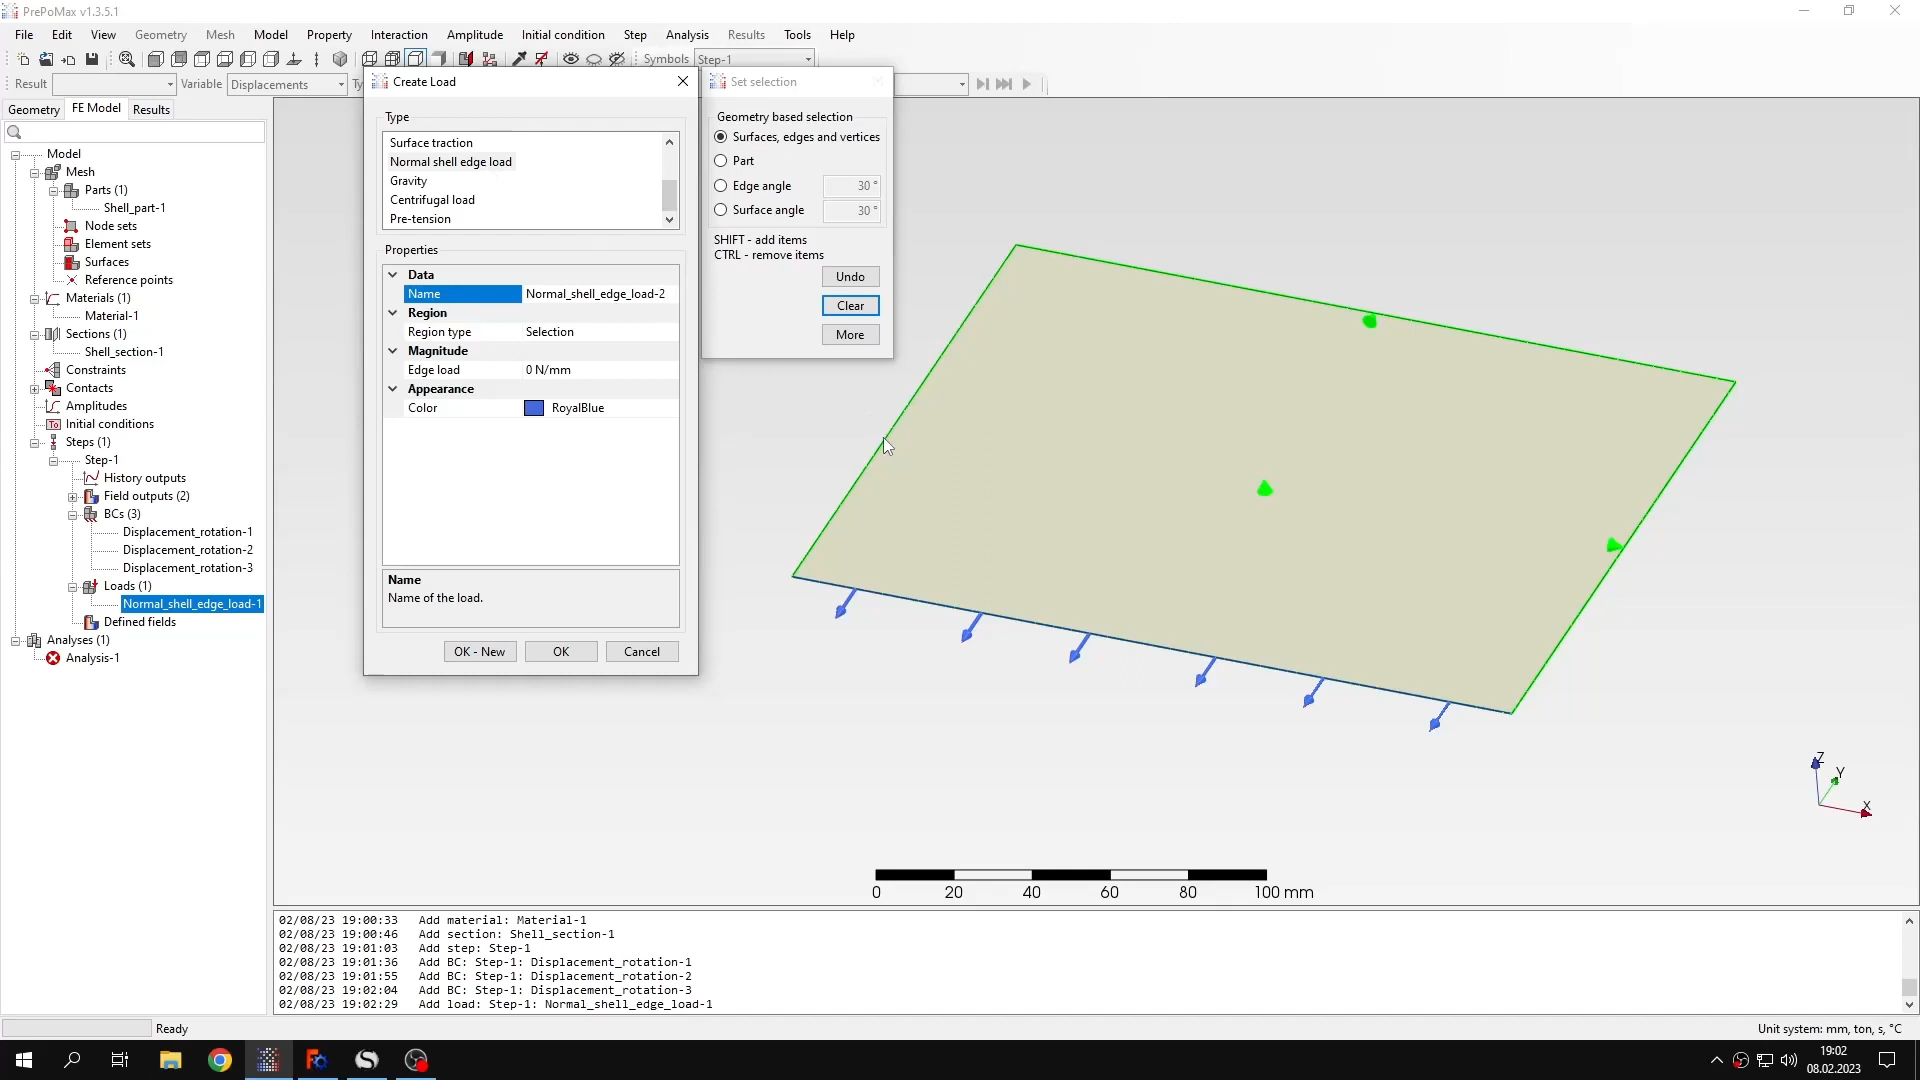 PrePoMax v1.3.5.1
File Edit View Geometry Mesh Model Property Interaction Amplitude Initial condition Step Analysis Results Tools Help
Symbols Step-1
Result Variable Displacements Ty
Geometry FE Model Results
Model
Mesh
Parts (1)
Shell_part-1
Node sets
Element sets
Surfaces
Reference points
Materials (1)
Material-1
Sections (1)
Shell_section-1
Constraints
Contacts
Amplitudes
Initial conditions
Steps (1)
Step-1
History outputs
Field outputs (2)
BCs (3)
Displacement_rotation-1
Displacement_rotation-2
Displacement_rotation-3
Loads (1)
Normal_shell_edge_load-1
Defined fields
Analyses (1)
Analysis-1
Create Load
Type
Surface traction
Normal shell edge load
Gravity
Centrifugal load
Pre-tension
Properties
Data
Name Normal_shell_edge_load-2
Region
Region type Selection
Magnitude
Edge load 0 N/mm
Appearance
Color RoyalBlue
Name
Name of the load.
OK - New OK Cancel
Set selection
Geometry based selection
Surfaces, edges and vertices
Part
Edge angle 30 °
Surface angle 30 °
SHIFT - add items
CTRL - remove items
Undo
Clear
More
Z
Y
X
0 20 40 60 80 100 mm
02/08/23 19:00:33 Add material: Material-1
02/08/23 19:00:46 Add section: Shell_section-1
02/08/23 19:01:03 Add step: Step-1
02/08/23 19:01:36 Add BC: Step-1: Displacement_rotation-1
02/08/23 19:01:55 Add BC: Step-1: Displacement_rotation-2
02/08/23 19:02:04 Add BC: Step-1: Displacement_rotation-3
02/08/23 19:02:29 Add load: Step-1: Normal_shell_edge_load-1
Ready
Unit system: mm, ton, s, °C
19:02
08.02.2023